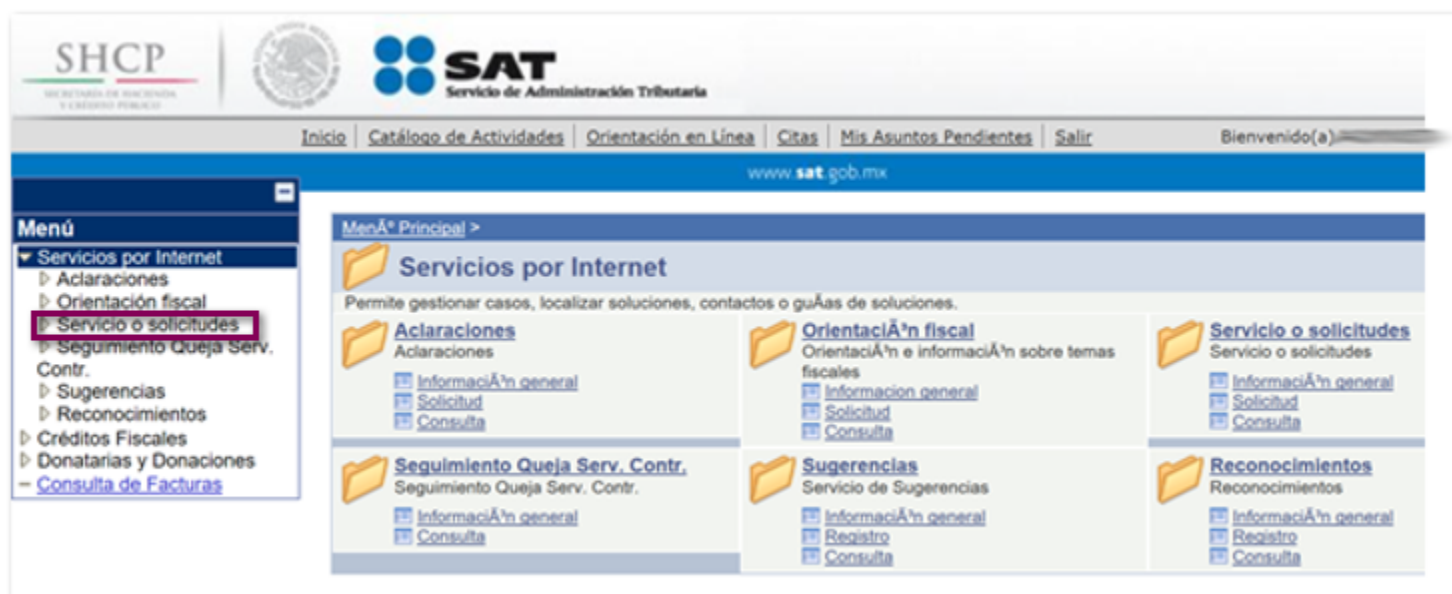 SHCP
SECRETARÍA DE HACIENDA
Y CRÉDITO PÚBLICO
SAT
Servicio de Administración Tributaria
Inicio | Catálogo de Actividades | Orientación en Línea | Citas | Mis Asuntos Pendientes | Salir
Bienvenido(a)
www.sat.gob.mx
Menú
Servicios por Internet
Aclaraciones
Orientación fiscal
Servicio o solicitudes
Seguimiento Queja Serv.
Contr.
Sugerencias
Reconocimientos
Créditos Fiscales
Donatarias y Donaciones
Consulta de Facturas
MenÃº Principal >
Servicios por Internet
Permite gestionar casos, localizar soluciones, contactos o guÃas de soluciones.
Aclaraciones
Aclaraciones
InformaciÃ³n general
Solicitud
Consulta
OrientaciÃ³n fiscal
OrientaciÃ³n e informaciÃ³n sobre temas
fiscales
Informacion general
Solicitud
Consulta
Servicio o solicitudes
Servicio o solicitudes
InformaciÃ³n general
Solicitud
Consulta
Seguimiento Queja Serv. Contr.
Seguimiento Queja Serv. Contr.
InformaciÃ³n general
Consulta
Sugerencias
Servicio de Sugerencias
InformaciÃ³n general
Registro
Consulta
Reconocimientos
Reconocimientos
InformaciÃ³n general
Registro
Consulta